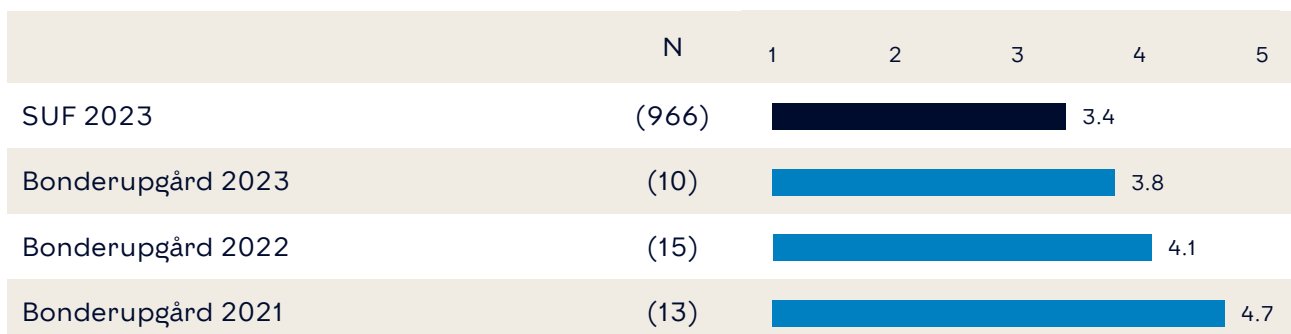 N 1 2 3 4 5
SUF 2023 (966) 3.4
Bonderupgård 2023 (10) 3.8
Bonderupgård 2022 (15) 4.1
Bonderupgård 2021 (13) 4.7